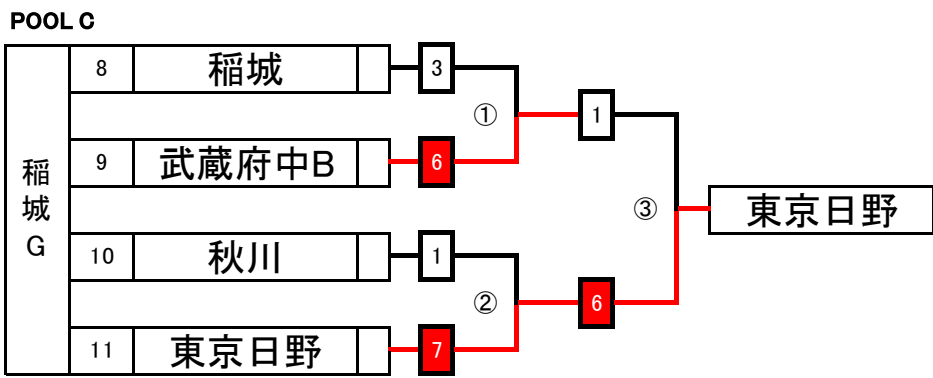 POOL C
稲城G
8 稲城 3
① 1
9 武蔵府中B 6
③ 東京日野
10 秋川 1
② 6
11 東京日野 7